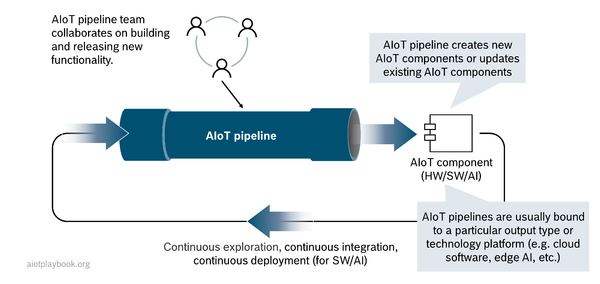 AIoT pipeline team
collaborates on building
and releasing new
functionality.
AIoT pipeline creates new
AIoT components or updates
existing AIoT components
AIoT pipeline
AIoT component
(HW/SW/AI)
AIoT pipelines are usually bound
to a particular output type or
technology platform (e.g. cloud
software, edge AI, etc.)
Continuous exploration, continuous integration,
continuous deployment (for SW/AI)
aiotplaybook.org